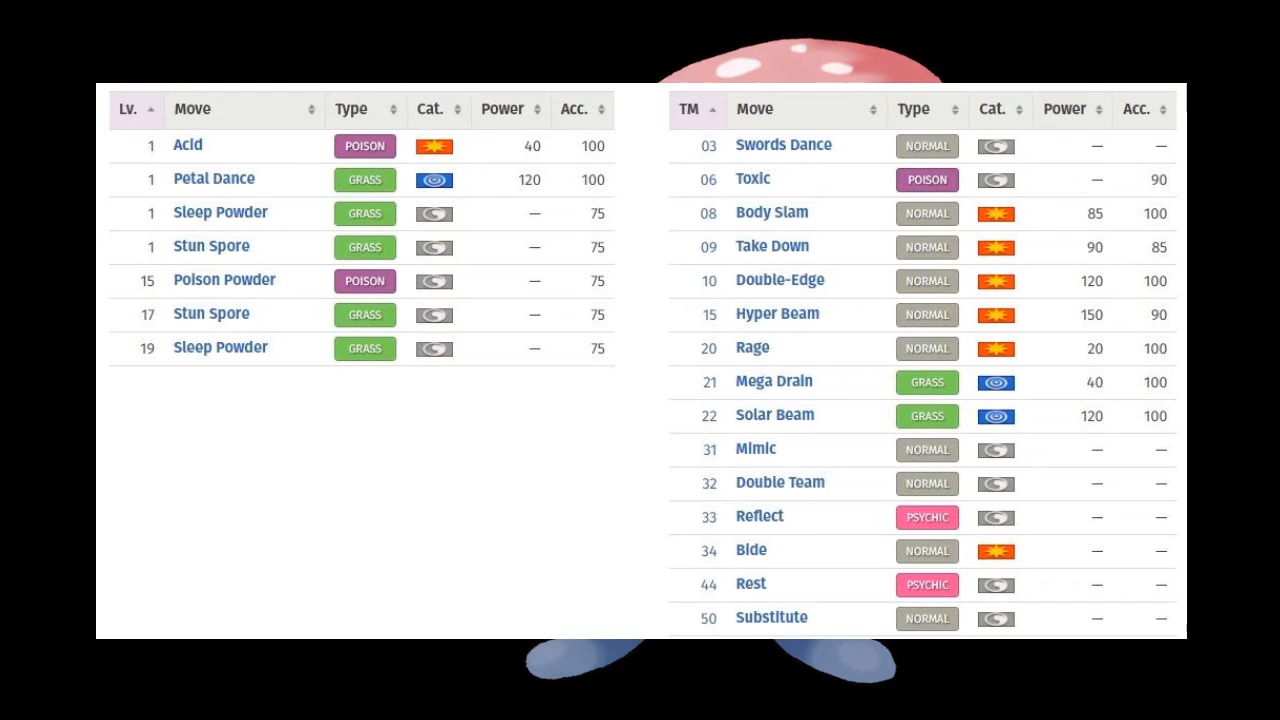 Lv. Move Type Cat. Power Acc.
1 Acid POISON 40 100
1 Petal Dance GRASS 120 100
1 Sleep Powder GRASS — 75
1 Stun Spore GRASS — 75
15 Poison Powder POISON — 75
17 Stun Spore GRASS — 75
19 Sleep Powder GRASS — 75
TM Move Type Cat. Power Acc.
03 Swords Dance NORMAL — —
06 Toxic POISON — 90
08 Body Slam NORMAL 85 100
09 Take Down NORMAL 90 85
10 Double-Edge NORMAL 120 100
15 Hyper Beam NORMAL 150 90
20 Rage NORMAL 20 100
21 Mega Drain GRASS 40 100
22 Solar Beam GRASS 120 100
31 Mimic NORMAL — —
32 Double Team NORMAL — —
33 Reflect PSYCHIC — —
34 Bide NORMAL — —
44 Rest PSYCHIC — —
50 Substitute NORMAL — —